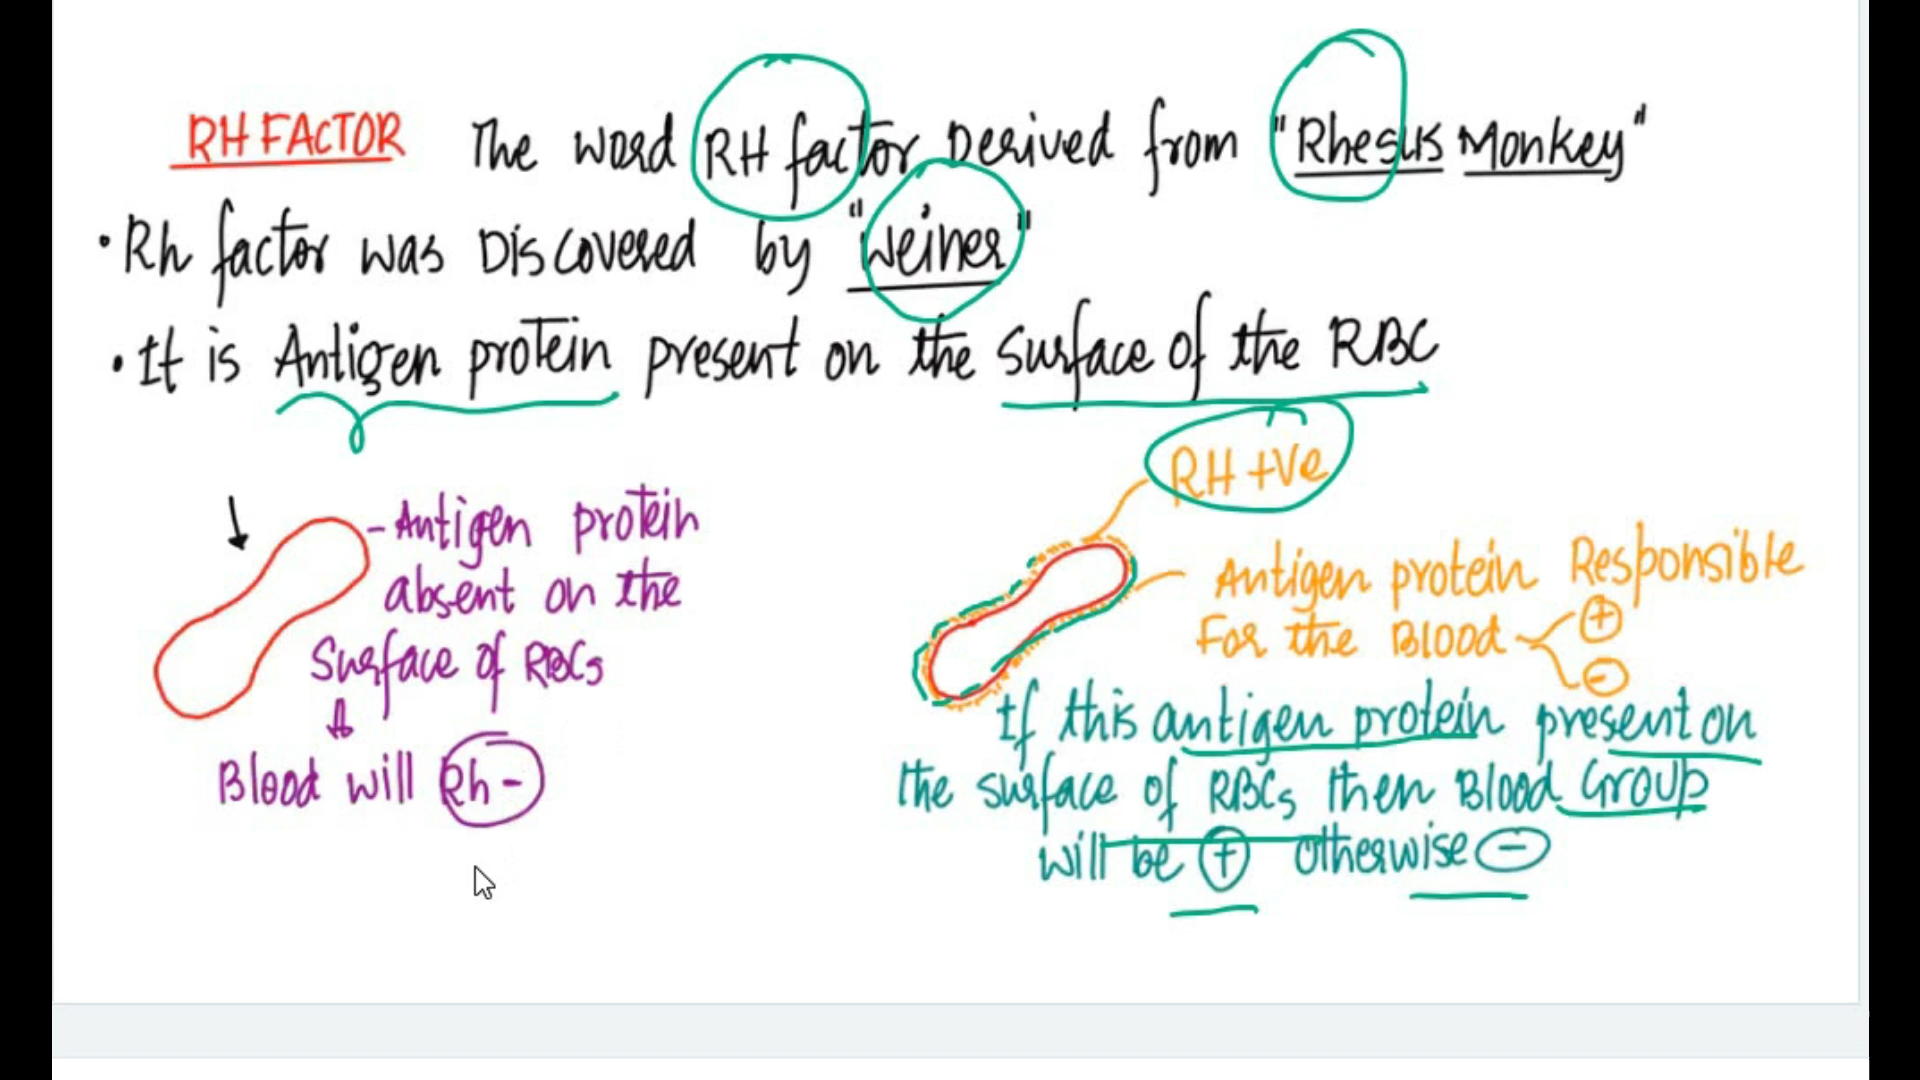 RH FACTOR The word RH factor Derived from "Rhesus Monkey"
• Rh factor was Discovered by "Weiner"
• It is Antigen protein present on the surface of the RBC
- Antigen protein
absent on the
Surface of RBCs
Blood will Rh -
RH +Ve
Antigen protein Responsible
For the Blood + -
If this antigen protein present on
the surface of RBCs then Blood Group
will be + otherwise -